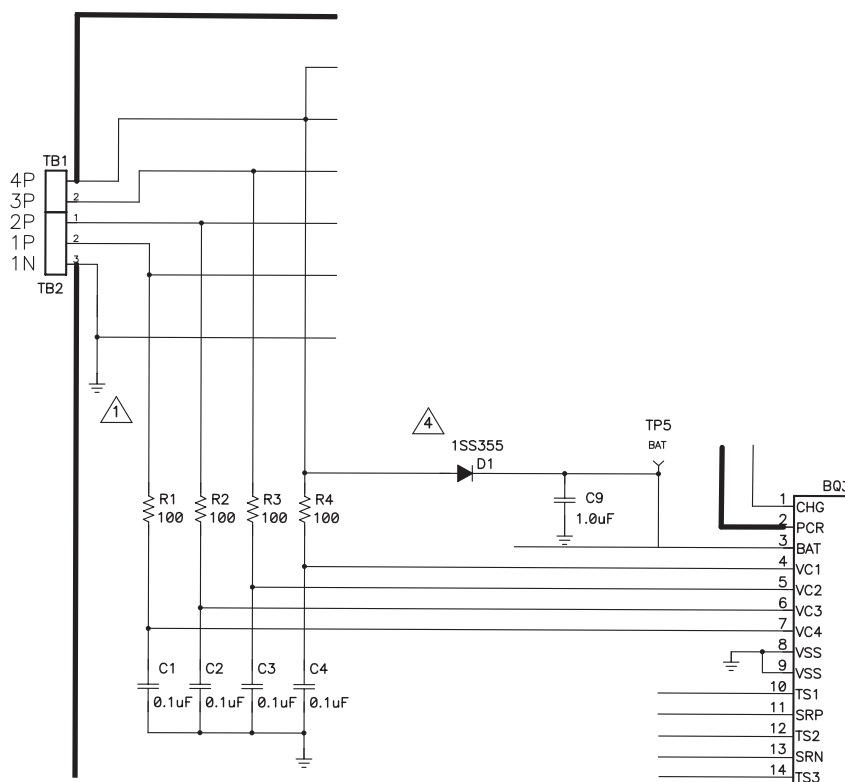 TB1
4P
3P 2
2P 1
1P 2
1N 3
TB2
1
4
1SS355
D1
TP5
BAT
C9
1.0uF
R1
100
R2
100
R3
100
R4
100
C1
0.1uF
C2
0.1uF
C3
0.1uF
C4
0.1uF
BQ3
1 CHG
2 PCR
3 BAT
4 VC1
5 VC2
6 VC3
7 VC4
8 VSS
9 VSS
10 TS1
11 SRP
12 TS2
13 SRN
14 TS3